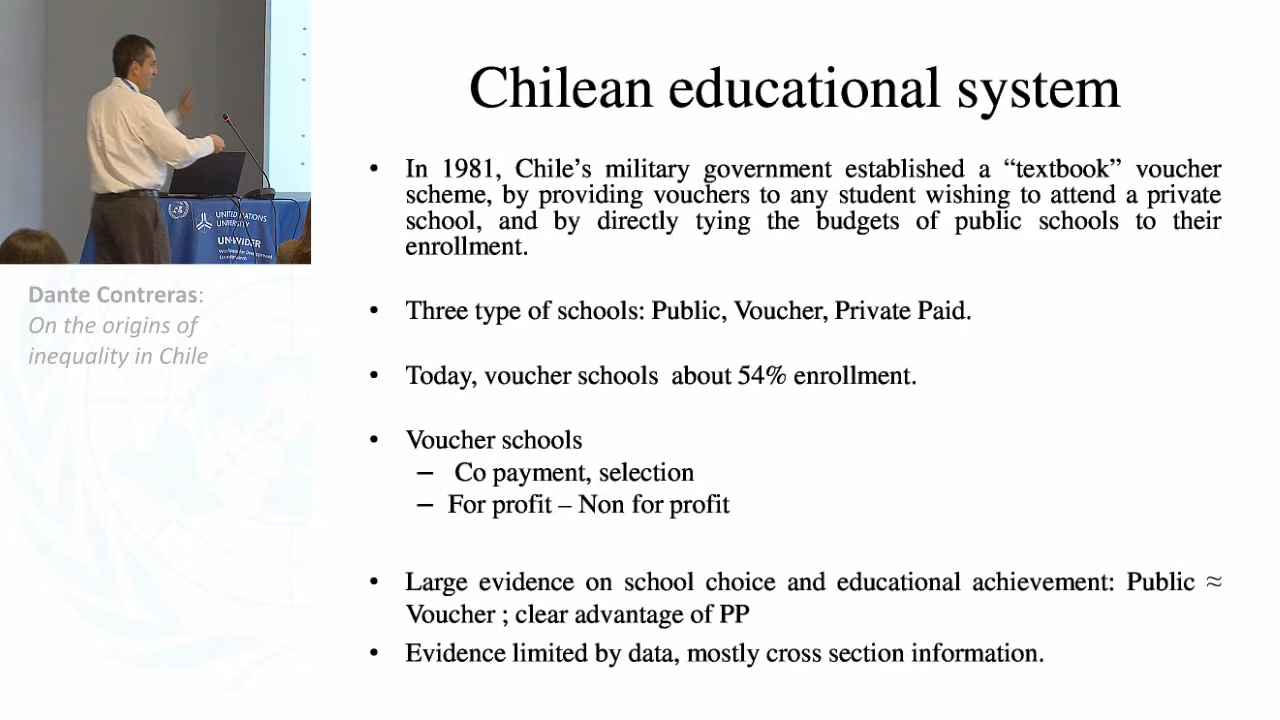 Chilean educational system
• In 1981, Chile’s military government established a “textbook” voucher
scheme, by providing vouchers to any student wishing to attend a private
school, and by directly tying the budgets of public schools to their
enrollment.
• Three type of schools: Public, Voucher, Private Paid.
• Today, voucher schools about 54% enrollment.
• Voucher schools
– Co payment, selection
– For profit – Non for profit
• Large evidence on school choice and educational achievement: Public ≈
Voucher ; clear advantage of PP
• Evidence limited by data, mostly cross section information.
UNITED NATIONS
UNIVERSITY
UNU-WIDER
Dante Contreras:
On the origins of
inequality in Chile